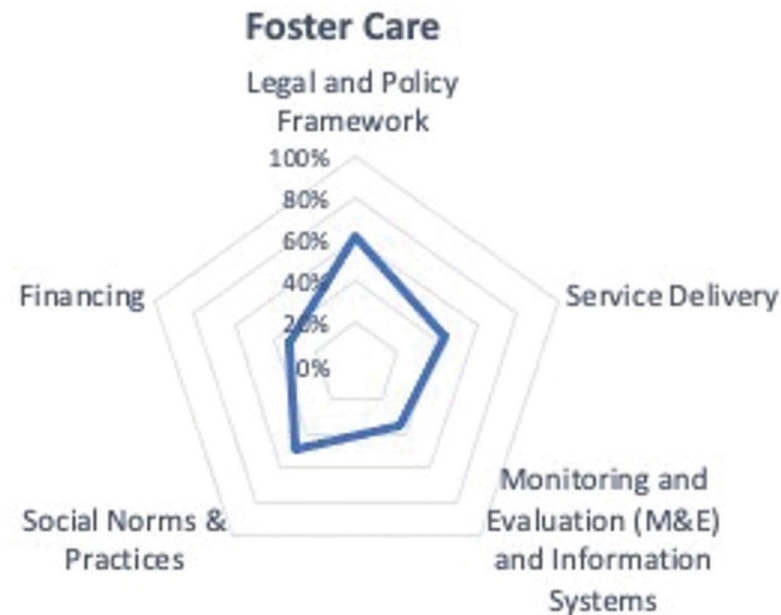 Foster Care
Legal and Policy
Framework
100%
80%
60%
40%
20%
0%
Financing
Service Delivery
Social Norms &
Practices
Monitoring and
Evaluation (M&E)
and Information
Systems